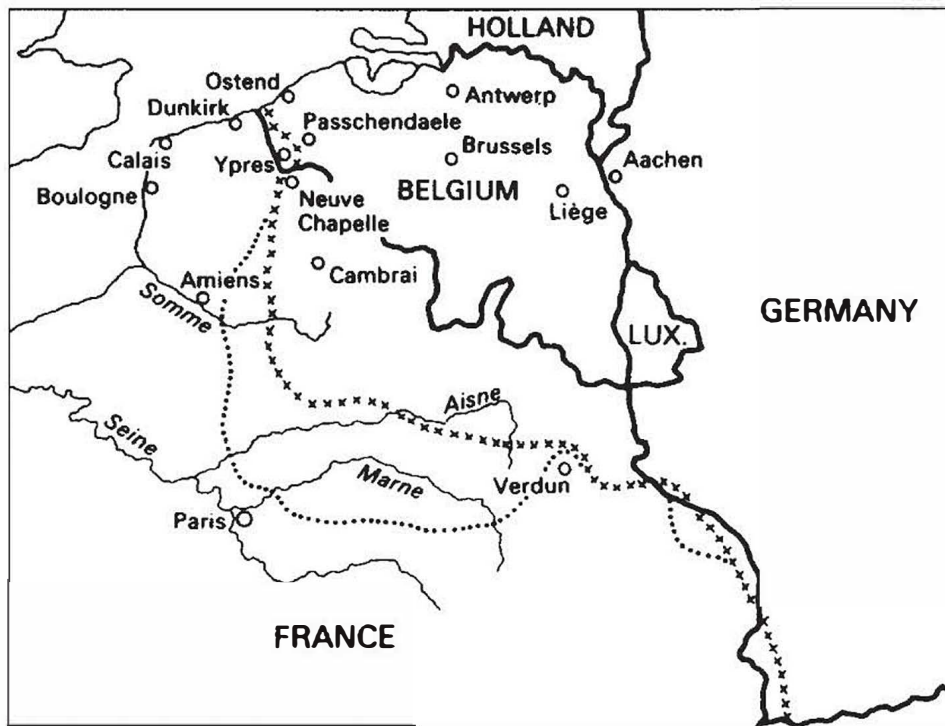 HOLLAND
Ostend
Antwerp
Dunkirk
Passchendaele
Calais
Ypres
Brussels
Aachen
Boulogne
Neuve
Chapelle
BELGIUM
Liège
Cambrai
Amiens
Somme
GERMANY
LUX.
Aisne
Seine
Marne
Verdun
Paris
FRANCE